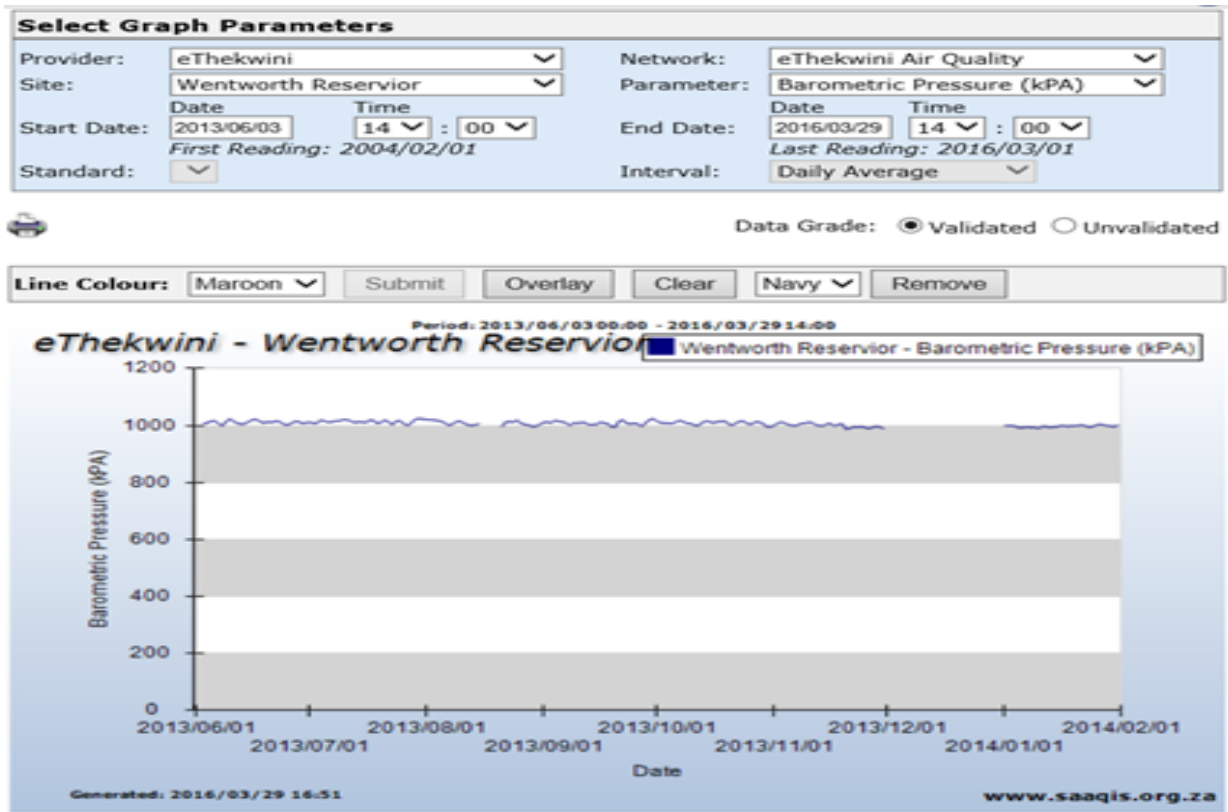 Select Graph Parameters
Provider: eThekwini Network: eThekwini Air Quality
Site: Wentworth Reservior Parameter: Barometric Pressure (kPA)
Date Time Date Time
Start Date: 2013/06/03 14 : 00 End Date: 2016/03/29 14 : 00
First Reading: 2004/02/01 Last Reading: 2016/03/01
Standard: Interval: Daily Average
Data Grade: Validated Unvalidated
Line Colour: Maroon Submit Overlay Clear Navy Remove
Period: 2013/06/03 00:00 - 2016/03/29 14:00
eThekwini - Wentworth Reservior
Wentworth Reservior - Barometric Pressure (kPA)
1200
1000
800
600
400
200
0
Barometric Pressure (kPA)
2013/06/01 2013/08/01 2013/10/01 2013/12/01 2014/02/01
2013/07/01 2013/09/01 2013/11/01 2014/01/01
Date
Generated: 2016/03/29 16:51 www.saaqis.org.za